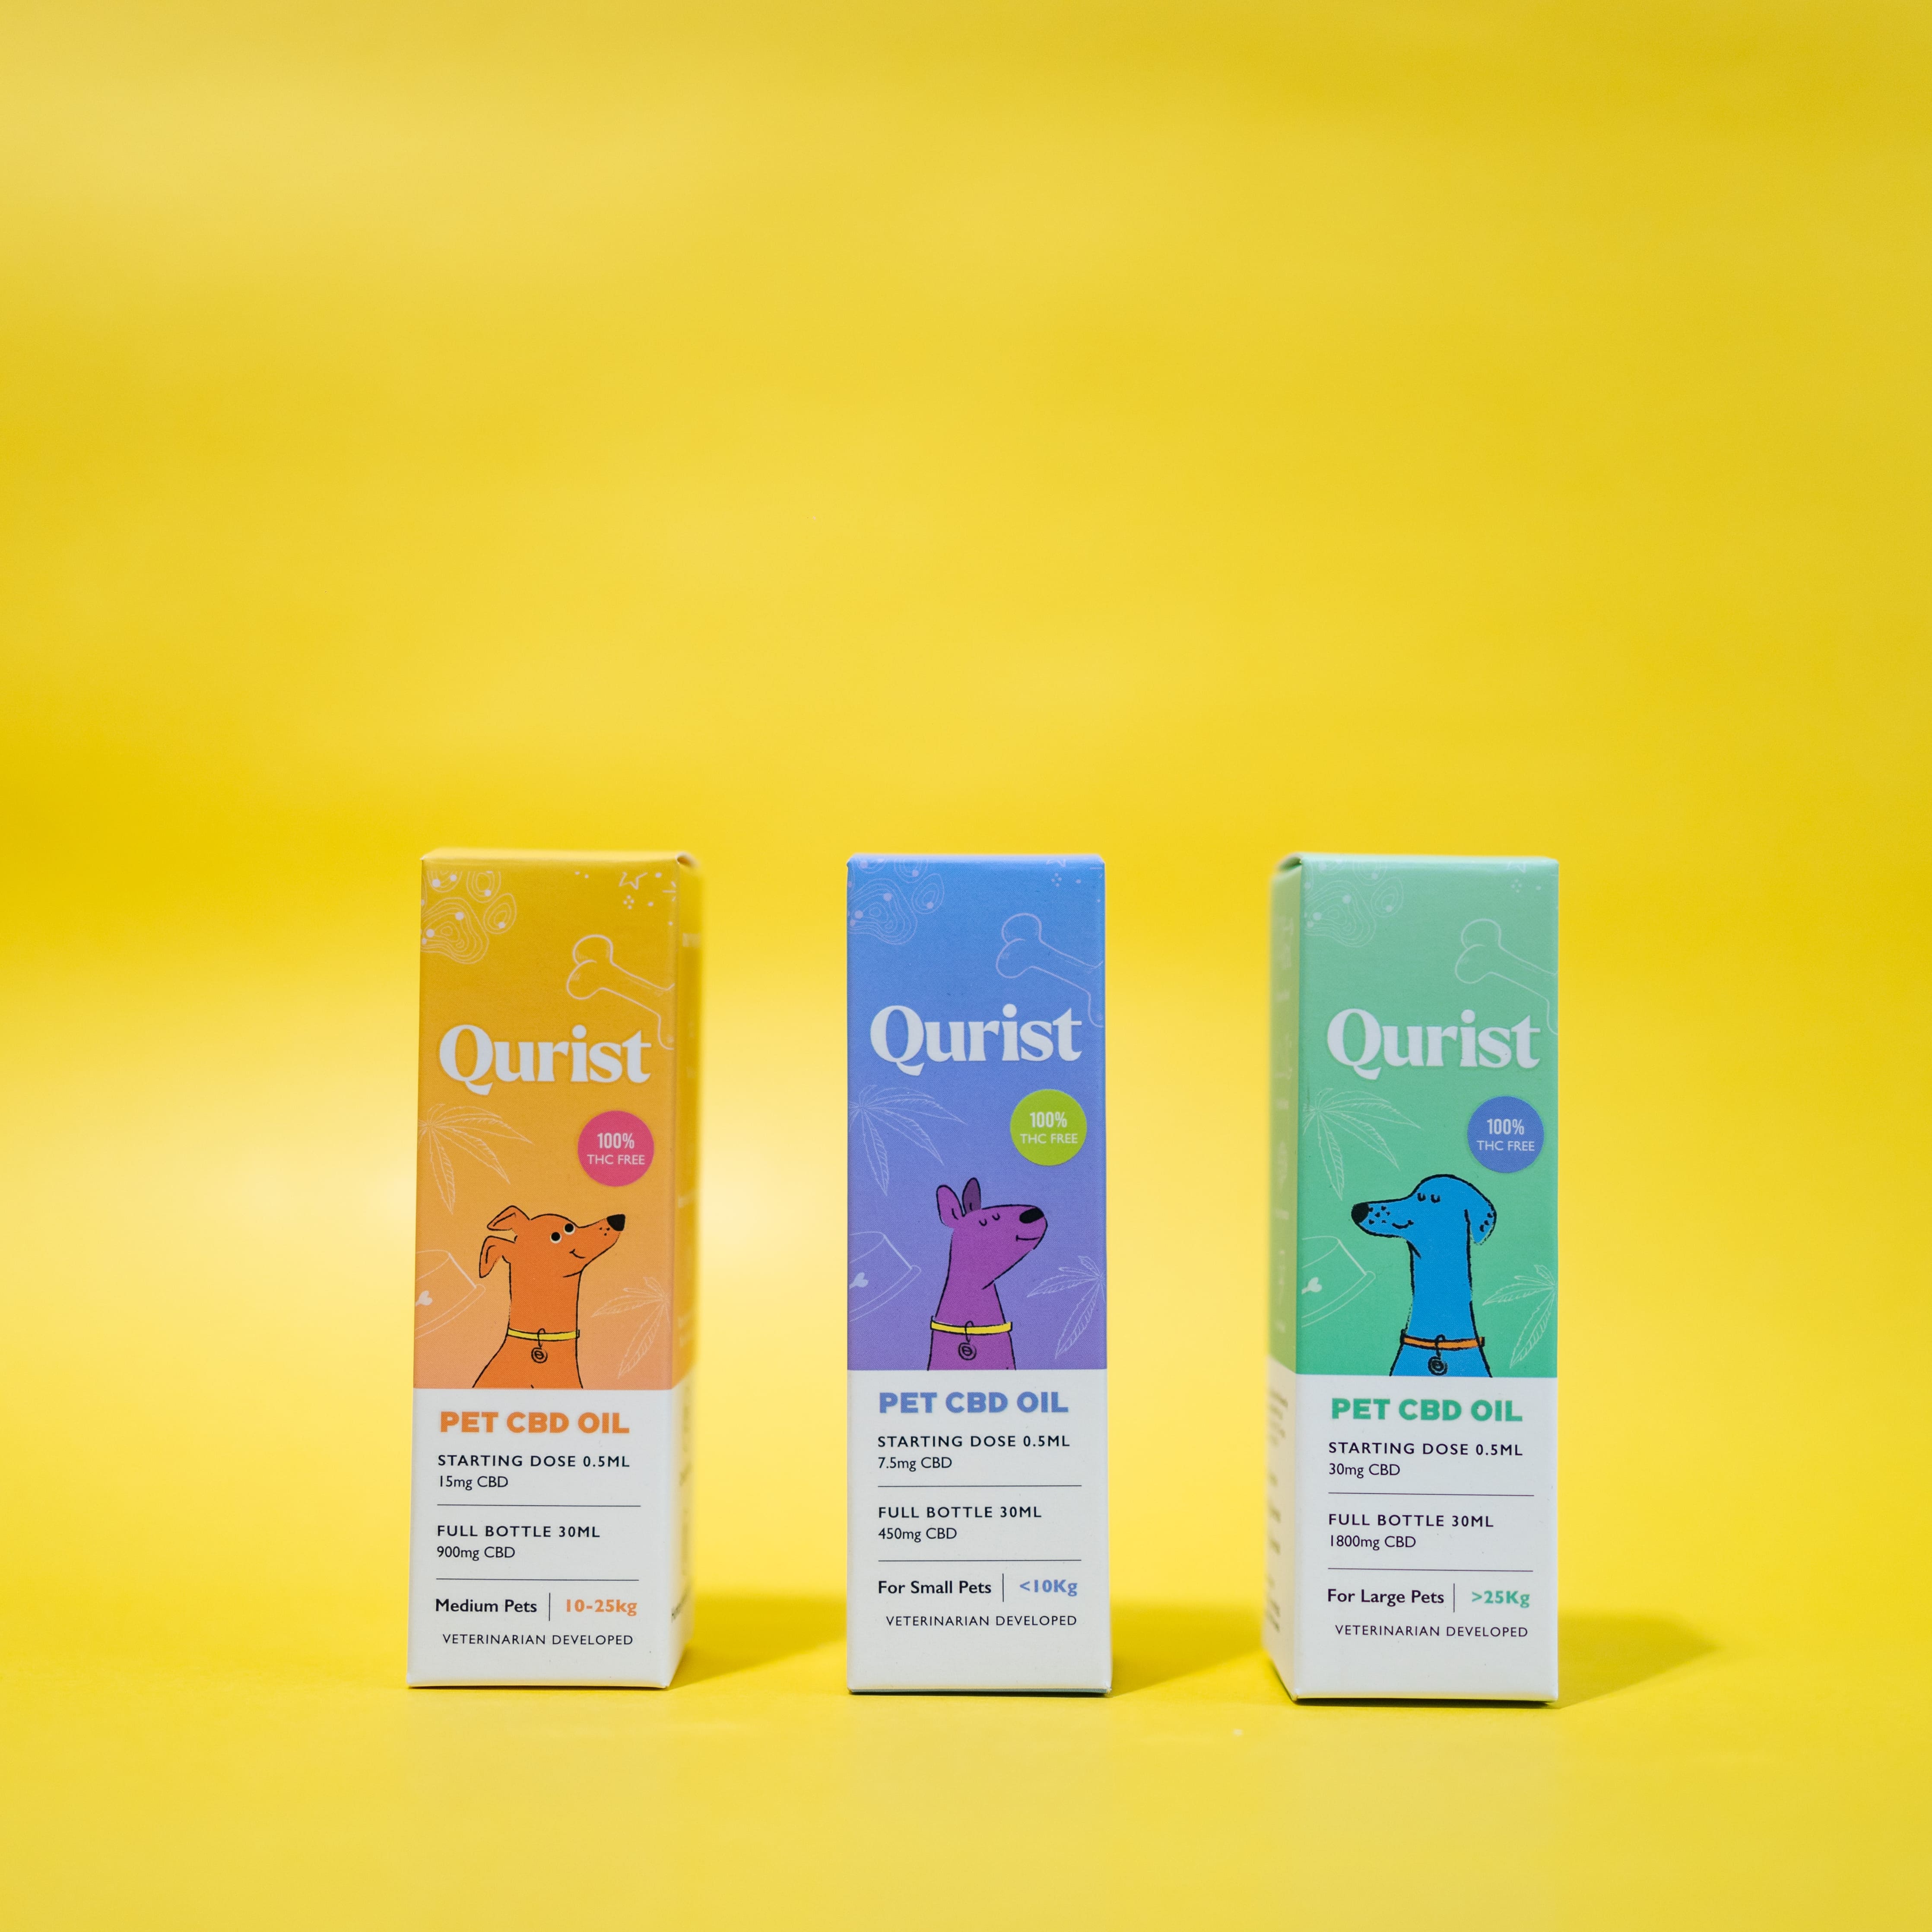 Qurist
100%
THC FREE
PET CBD OIL
STARTING DOSE 0.5ML
15mg CBD
FULL BOTTLE 30ML
900mg CBD
Medium Pets | 10-25kg
VETERINARIAN DEVELOPED
Qurist
100%
THC FREE
PET CBD OIL
STARTING DOSE 0.5ML
7.5mg CBD
FULL BOTTLE 30ML
450mg CBD
For Small Pets | <10Kg
VETERINARIAN DEVELOPED
Qurist
100%
THC FREE
PET CBD OIL
STARTING DOSE 0.5ML
30mg CBD
FULL BOTTLE 30ML
1800mg CBD
For Large Pets | >25Kg
VETERINARIAN DEVELOPED